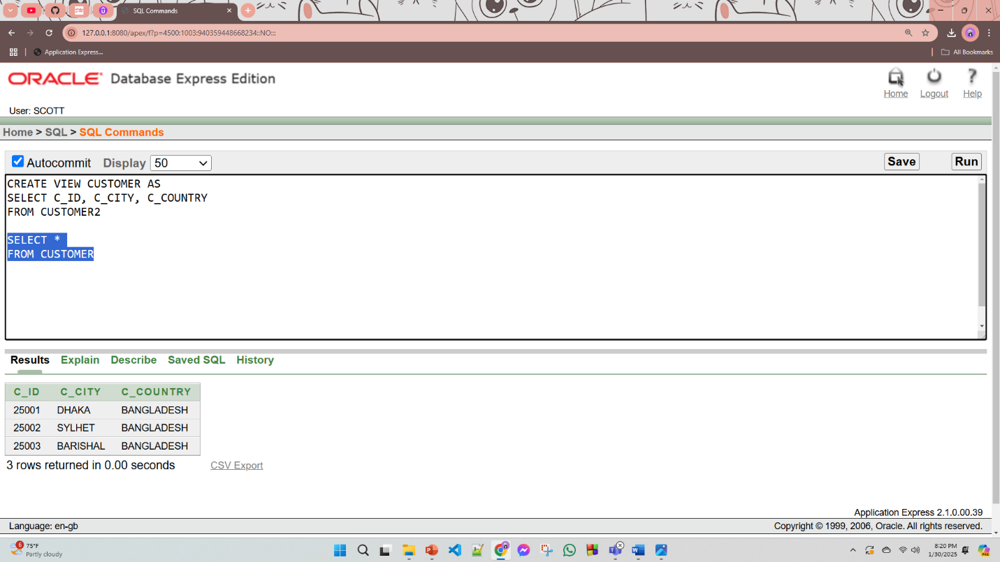 SQL Commands
127.0.0.1:8080/apex/f?p=4500:1003:940359448668234::NO:::
Application Express...
All Bookmarks
ORACLE® Database Express Edition
Home Logout Help
User: SCOTT
Home > SQL > SQL Commands
Autocommit Display 50 Save Run
CREATE VIEW CUSTOMER AS
SELECT C_ID, C_CITY, C_COUNTRY
FROM CUSTOMER2
SELECT *
FROM CUSTOMER
Results Explain Describe Saved SQL History
C_ID C_CITY C_COUNTRY
25001 DHAKA BANGLADESH
25002 SYLHET BANGLADESH
25003 BARISHAL BANGLADESH
3 rows returned in 0.00 seconds CSV Export
Application Express 2.1.0.00.39
Language: en-gb Copyright © 1999, 2006, Oracle. All rights reserved.
6 75°F
Partly cloudy
8:20 PM
1/30/2025
PRE